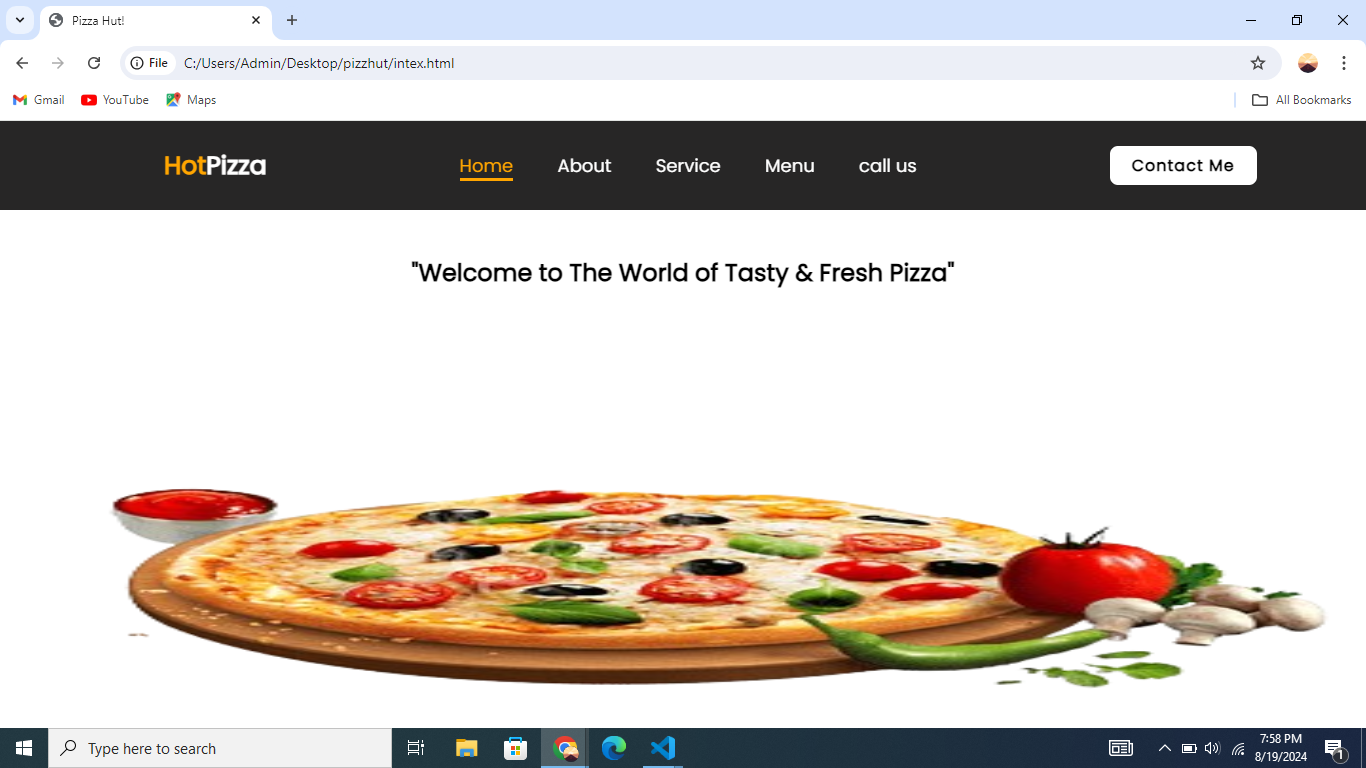 Pizza Hut!
File C:/Users/Admin/Desktop/pizzhut/intex.html
Gmail YouTube Maps All Bookmarks
HotPizza Home About Service Menu call us Contact Me
"Welcome to The World of Tasty & Fresh Pizza"
Type here to search
7:58 PM
8/19/2024
1